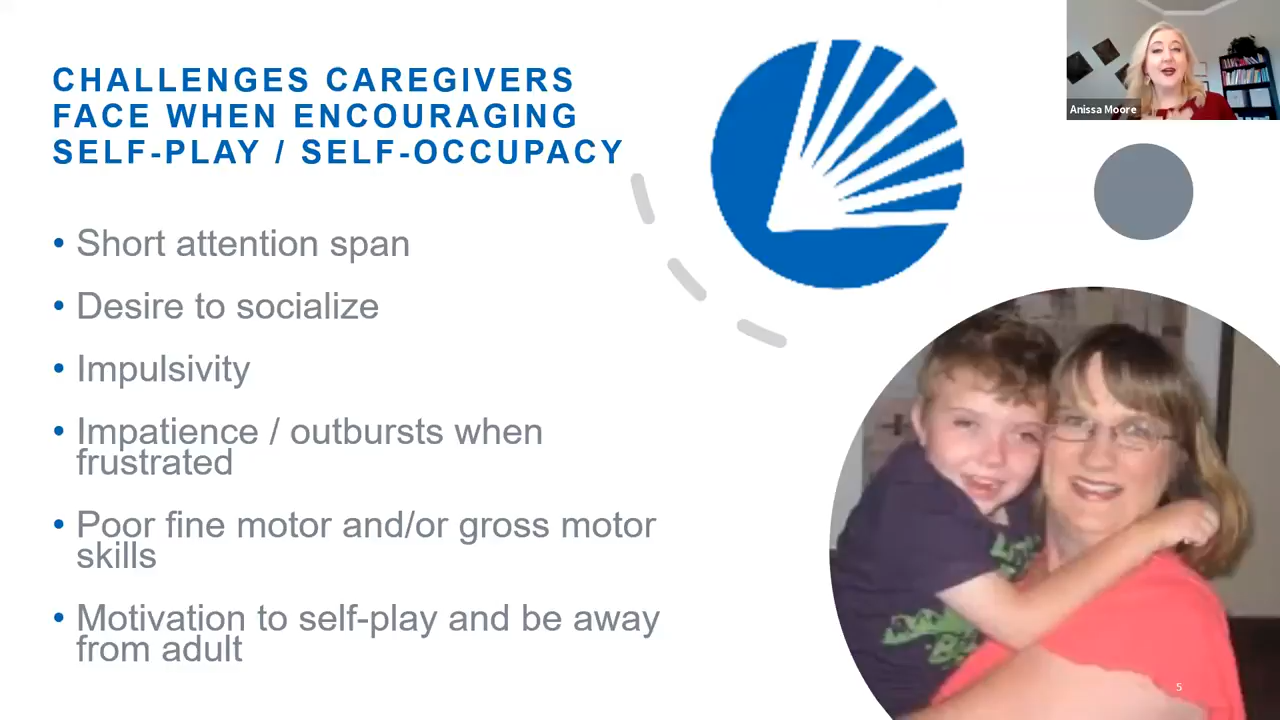 CHALLENGES CAREGIVERS
FACE WHEN ENCOURAGING
SELF-PLAY / SELF-OCCUPACY
• Short attention span
• Desire to socialize
• Impulsivity
• Impatience / outbursts when
frustrated
• Poor fine motor and/or gross motor
skills
• Motivation to self-play and be away
from adult
Anissa Moore
5